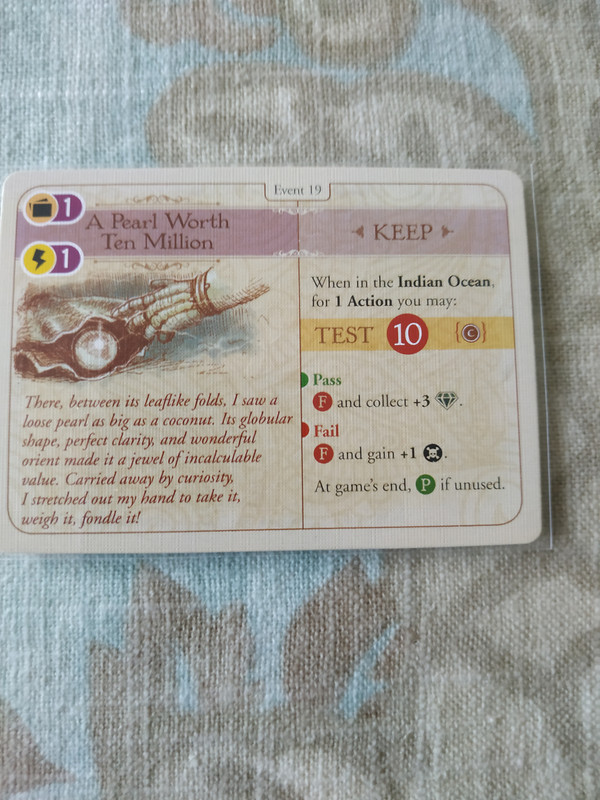 Event 19
1
A Pearl Worth
Ten Million
1
There, between its leaflike folds, I saw a
loose pearl as big as a coconut. Its globular
shape, perfect clarity, and wonderful
orient made it a jewel of incalculable
value. Carried away by curiosity,
I stretched out my hand to take it,
weigh it, fondle it!
KEEP
When in the Indian Ocean,
for 1 Action you may:
TEST 10 {C}
Pass
F and collect +3 .
Fail
F and gain +1 .
At game's end, P if unused.